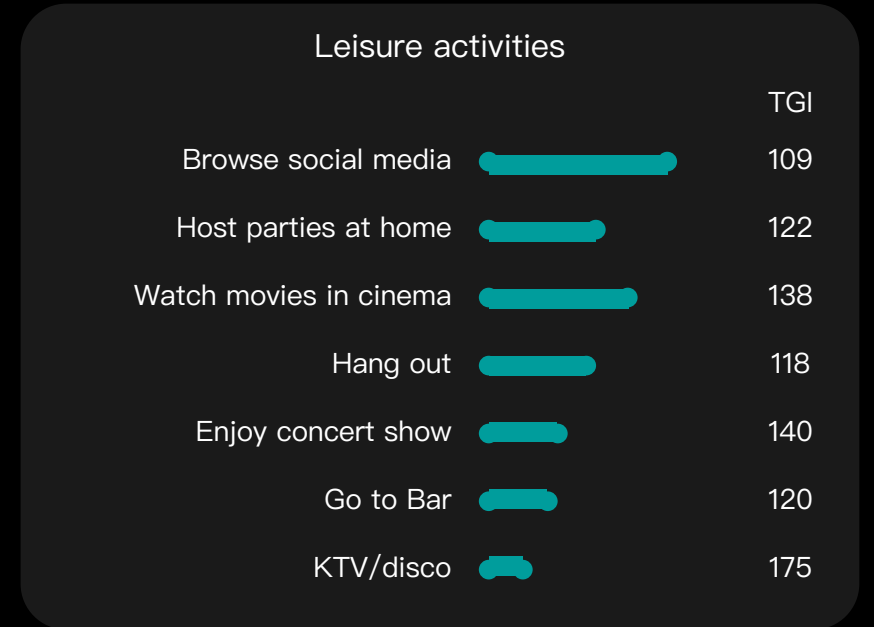 Leisure activities
TGI
Browse social media 109
Host parties at home 122
Watch movies in cinema 138
Hang out 118
Enjoy concert show 140
Go to Bar 120
KTV/disco 175